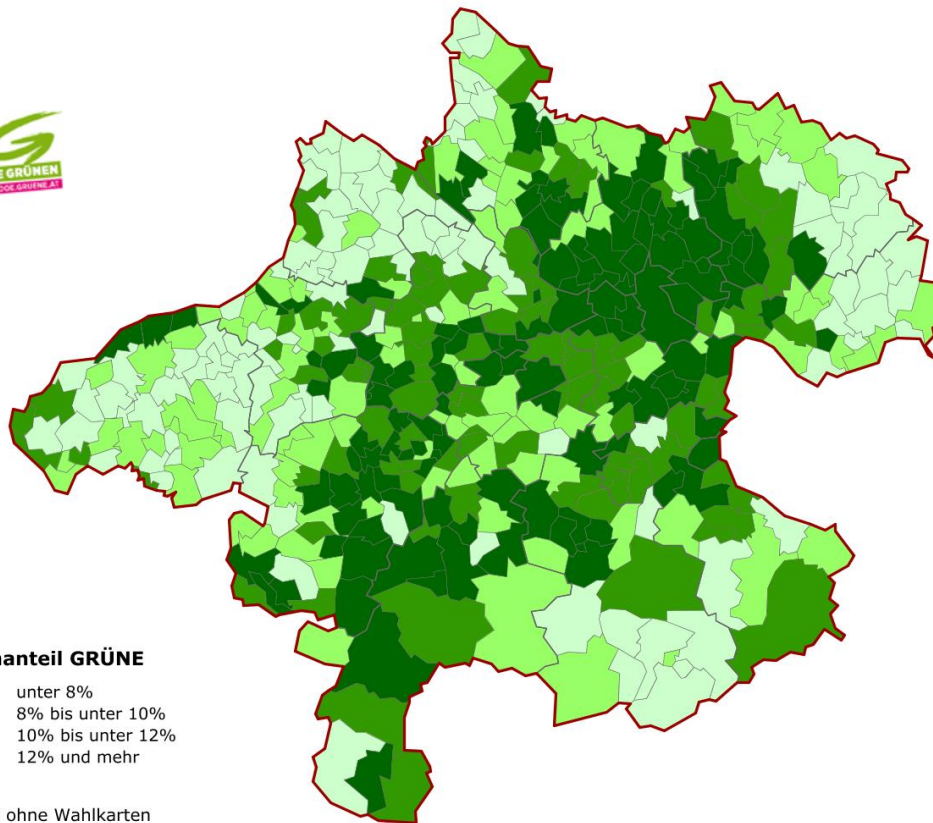 E GRÜNEN
OOE.GRUENE.AT
anteil GRÜNE
unter 8%
8% bis unter 10%
10% bis unter 12%
12% und mehr
ohne Wahlkarten